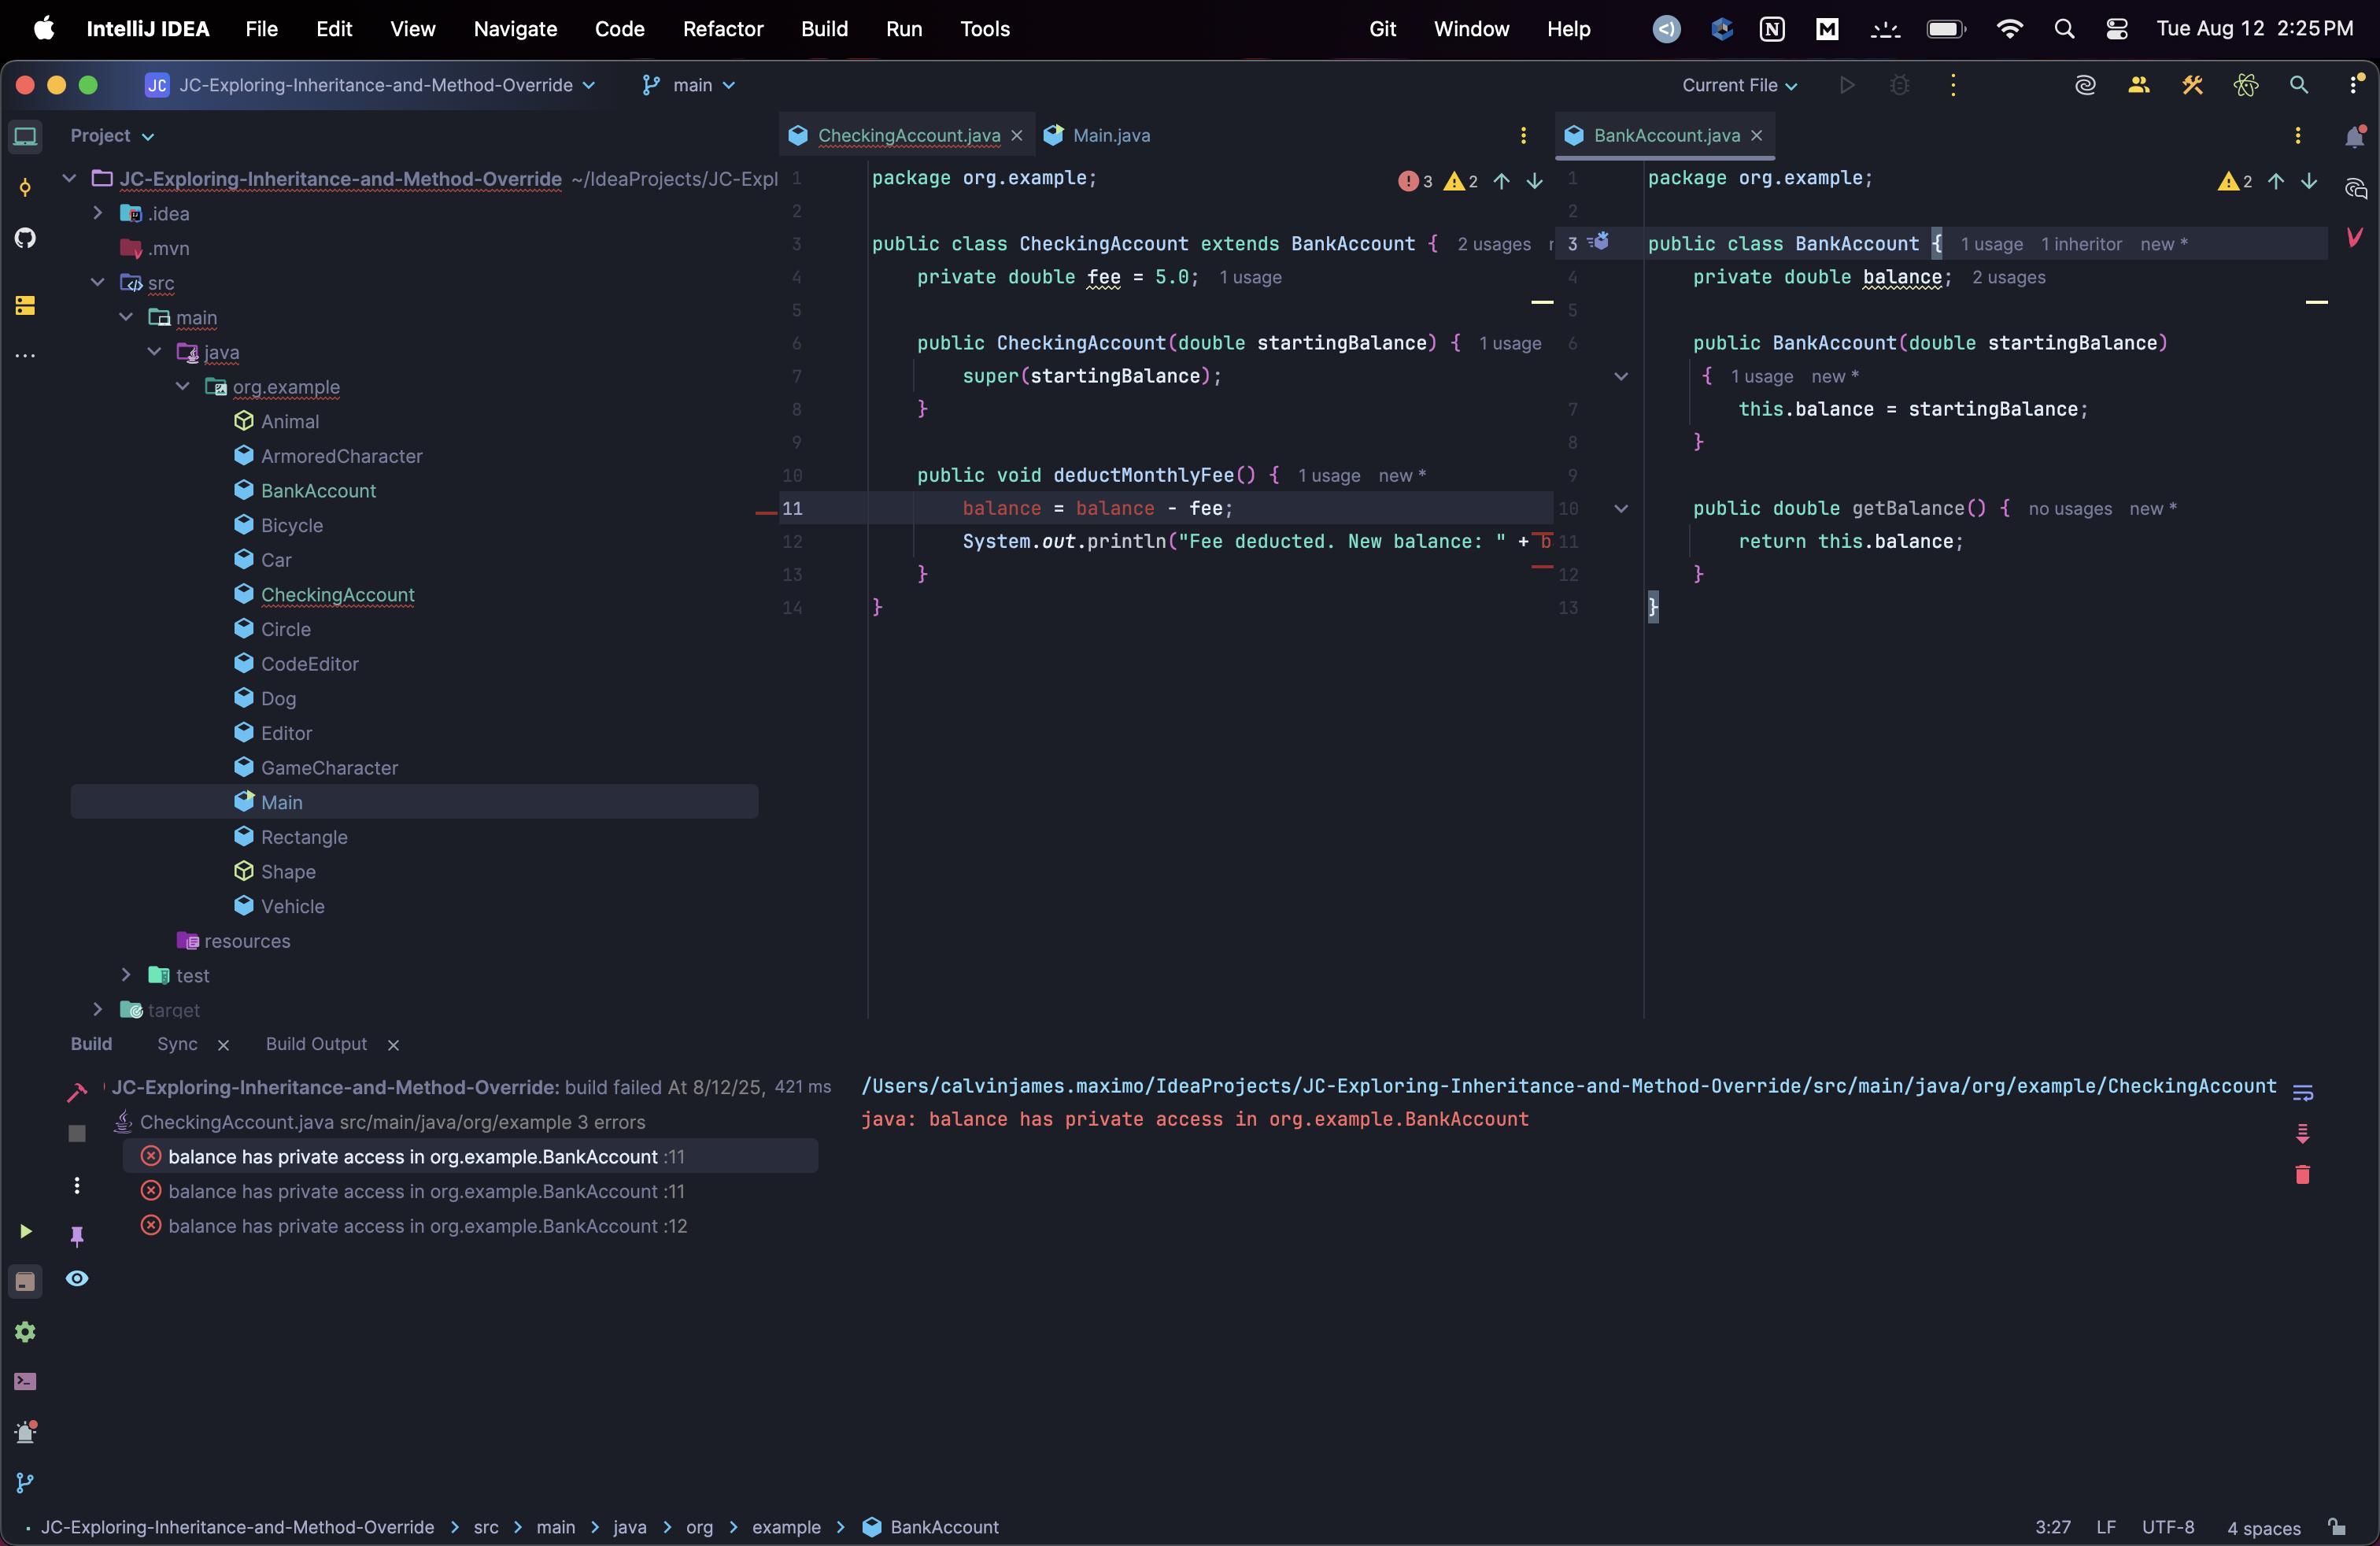 IntelliJ IDEA File Edit View Navigate Code Refactor Build Run Tools Git Window Help Tue Aug 12 2:25 PM
JC JC-Exploring-Inheritance-and-Method-Override main Current File
Project
JC-Exploring-Inheritance-and-Method-Override ~/IdeaProjects/JC-Expl
.idea
.mvn
src
main
java
org.example
Animal
ArmoredCharacter
BankAccount
Bicycle
Car
CheckingAccount
Circle
CodeEditor
Dog
Editor
GameCharacter
Main
Rectangle
Shape
Vehicle
resources
test
target
CheckingAccount.java Main.java
3 2
1 package org.example;
2
3 public class CheckingAccount extends BankAccount { 2 usages
4 private double fee = 5.0; 1 usage
5
6 public CheckingAccount(double startingBalance) { 1 usage
7 super(startingBalance);
8 }
9
10 public void deductMonthlyFee() { 1 usage new *
11 balance = balance - fee;
12 System.out.println("Fee deducted. New balance: " + b
13 }
14 }
BankAccount.java
2
1 package org.example;
2
3 public class BankAccount { 1 usage 1 inheritor new *
4 private double balance; 2 usages
5
6 public BankAccount(double startingBalance)
{ 1 usage new *
7 this.balance = startingBalance;
8 }
9
10 public double getBalance() { no usages new *
11 return this.balance;
12 }
13 }
Build Sync Build Output
JC-Exploring-Inheritance-and-Method-Override: build failed At 8/12/25, 421 ms
CheckingAccount.java src/main/java/org/example 3 errors
balance has private access in org.example.BankAccount :11
balance has private access in org.example.BankAccount :11
balance has private access in org.example.BankAccount :12
/Users/calvinjames.maximo/IdeaProjects/JC-Exploring-Inheritance-and-Method-Override/src/main/java/org/example/CheckingAccount
java: balance has private access in org.example.BankAccount
JC-Exploring-Inheritance-and-Method-Override src main java org example BankAccount 3:27 LF UTF-8 4 spaces